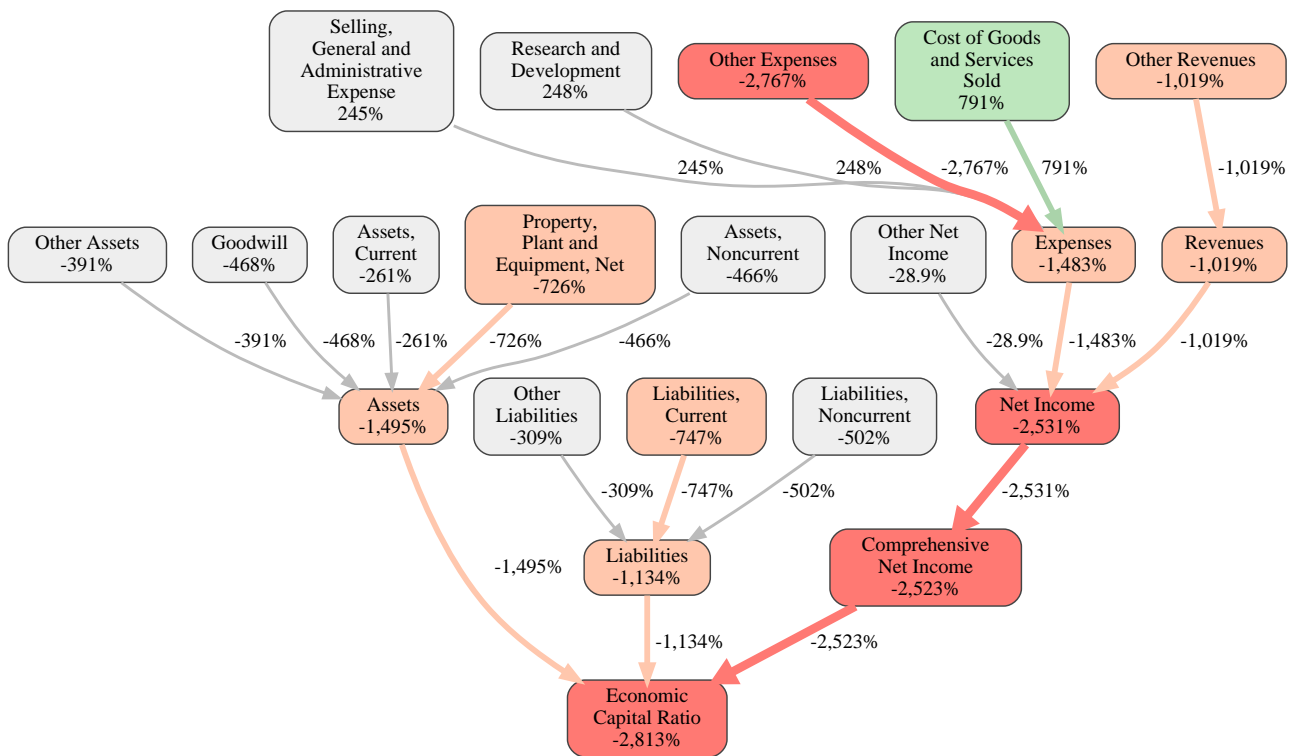 Selling,
General and
Administrative
Expense
245%
Research and
Development
248%
Other Expenses
-2,767%
Cost of Goods
and Services
Sold
791%
Other Revenues
-1,019%
245%
248%
-2,767%
791%
-1,019%
Other Assets
-391%
Goodwill
-468%
Assets,
Current
-261%
Property,
Plant and
Equipment, Net
-726%
Assets,
Noncurrent
-466%
Other Net
Income
-28.9%
Expenses
-1,483%
Revenues
-1,019%
-391%
-468%
-261%
-726%
-466%
-28.9%
-1,483%
-1,019%
Assets
-1,495%
Other
Liabilities
-309%
Liabilities,
Current
-747%
Liabilities,
Noncurrent
-502%
Net Income
-2,531%
-309%
-747%
-502%
-2,531%
-1,495%
Liabilities
-1,134%
Comprehensive
Net Income
-2,523%
-1,134%
-2,523%
Economic
Capital Ratio
-2,813%